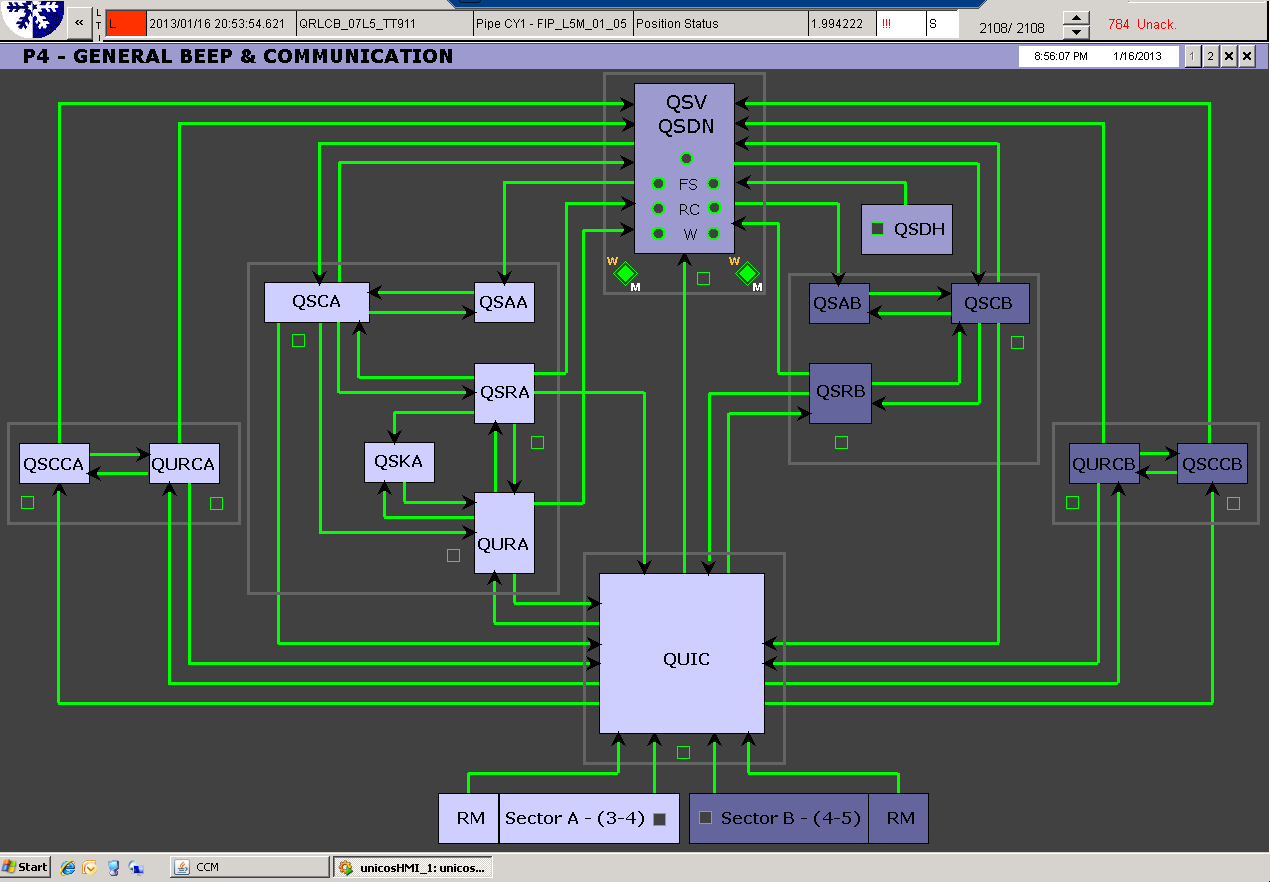 « L T I L 2013/01/16 20:53:54.621 QRLCB_07L5_TT911 Pipe CY1 - FIP_L5M_01_05 Position Status 1.994222 !!! S 2108/ 2108 784 Unack.
P4 - GENERAL BEEP & COMMUNICATION 8:56:07 PM 1/16/2013 1 2
QSV
QSDN
FS
RC
W
QSDH
W M W M
QSCA QSAA QSAB QSCB
QSRA QSRB
QSKA
QSCCA QURCA QURCB QSCCB
QURA
QUIC
RM Sector A - (3-4) Sector B - (4-5) RM
Start CCM unicosHMI_1: unicos...